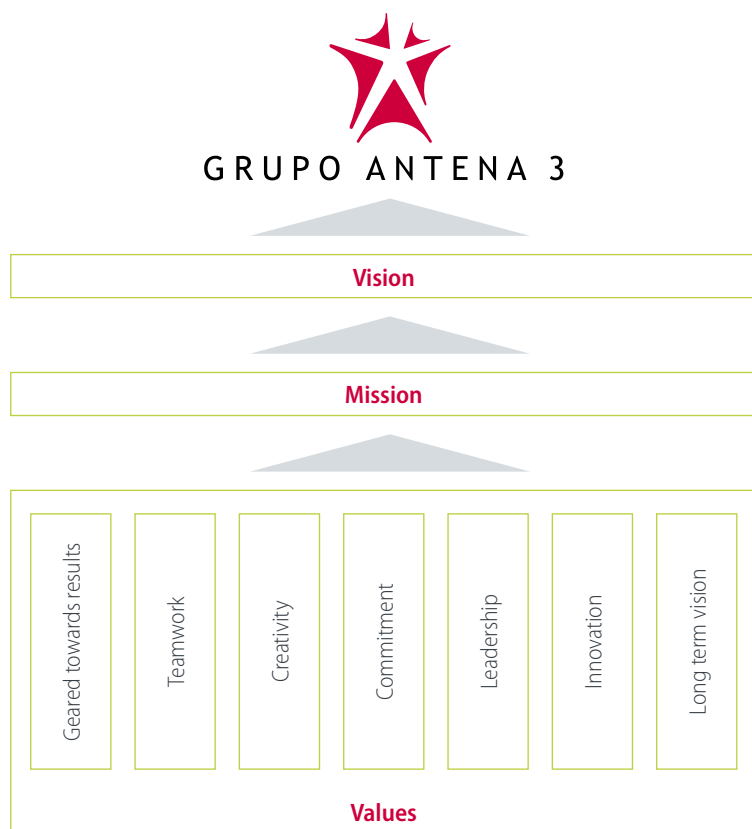 GRUPO ANTENA 3
Vision
Mission
Geared towards results
Teamwork
Creativity
Commitment
Leadership
Innovation
Long term vision
Values